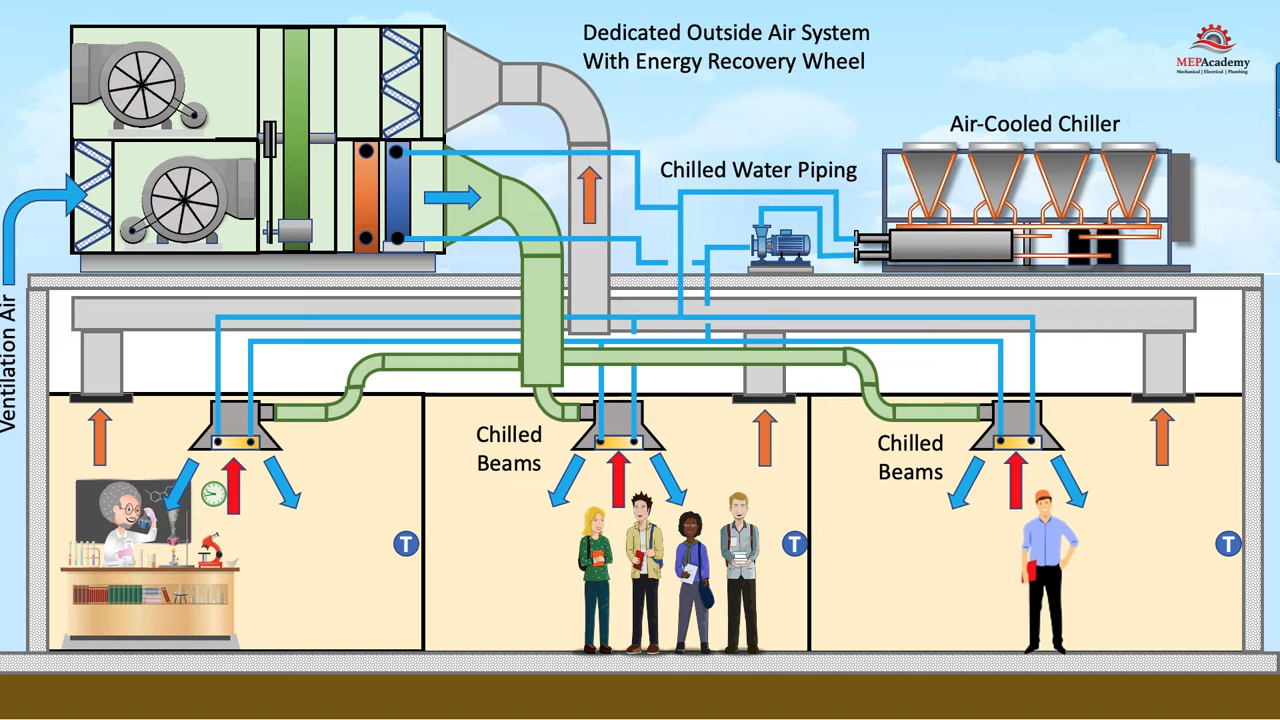 Dedicated Outside Air System
With Energy Recovery Wheel
MEPAcademy
Mechanical | Electrical | Plumbing
Air-Cooled Chiller
Chilled Water Piping
Ventilation Air
Chilled
Beams
Chilled
Beams
T
T
T